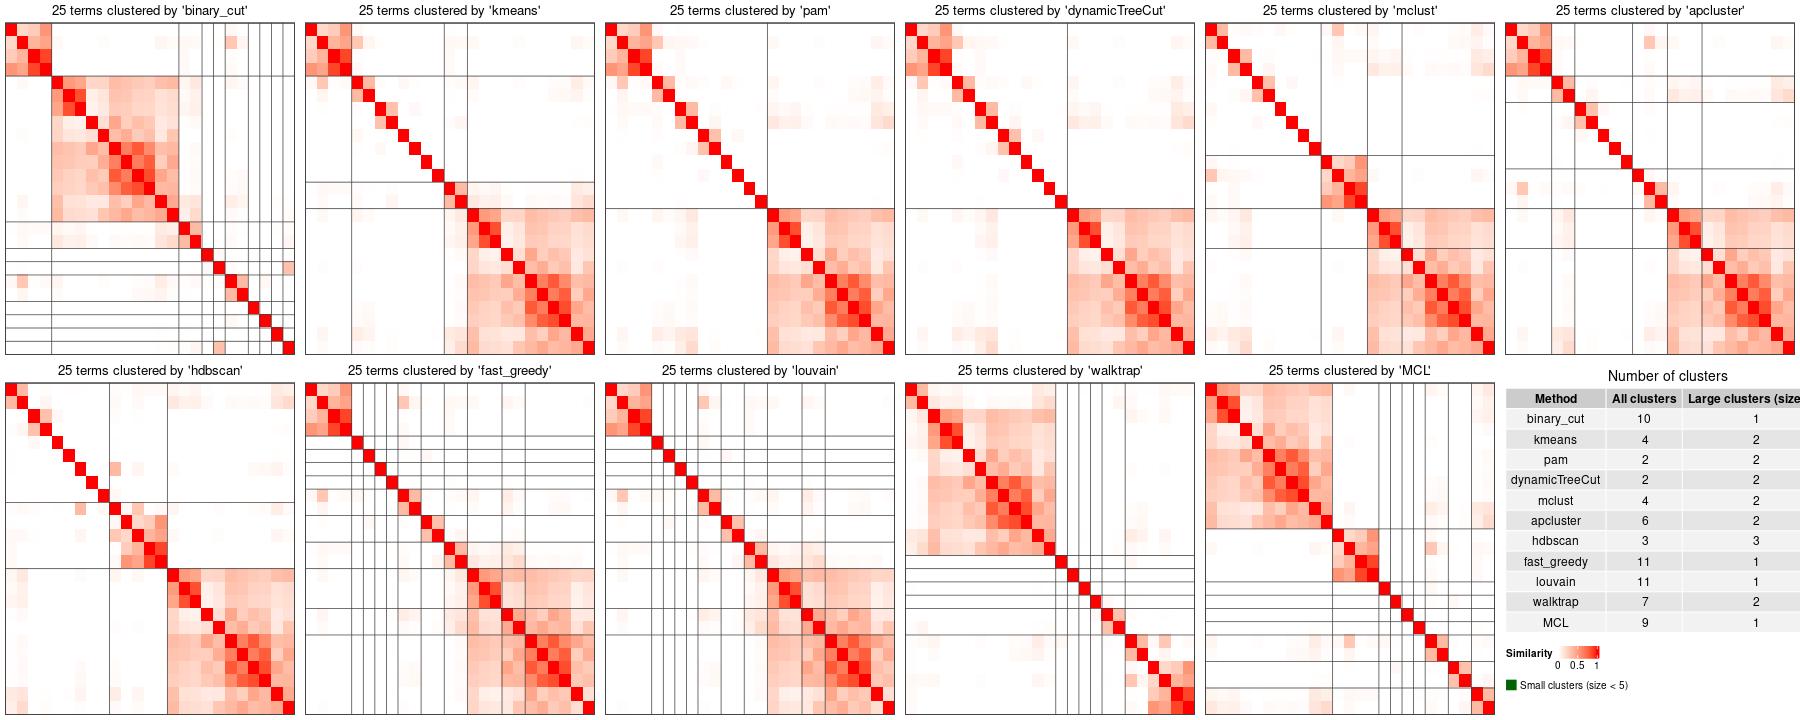 25 terms clustered by 'binary_cut'
25 terms clustered by 'kmeans'
25 terms clustered by 'pam'
25 terms clustered by 'dynamicTreeCut'
25 terms clustered by 'mclust'
25 terms clustered by 'apcluster'
25 terms clustered by 'hdbscan'
25 terms clustered by 'fast_greedy'
25 terms clustered by 'louvain'
25 terms clustered by 'walktrap'
25 terms clustered by 'MCL'
Number of clusters
Method All clusters Large clusters (size
binary_cut 10 1
kmeans 4 2
pam 2 2
dynamicTreeCut 2 2
mclust 4 2
apcluster 6 2
hdbscan 3 3
fast_greedy 11 1
louvain 11 1
walktrap 7 2
MCL 9 1
Similarity
0 0.5 1
Small clusters (size < 5)